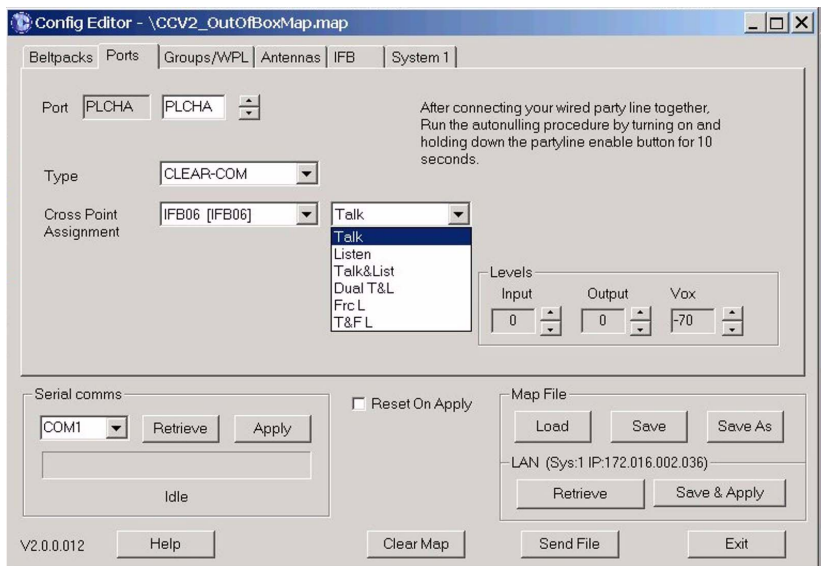 Config Editor - \CCV2_OutOfBoxMap.map
Beltpacks Ports Groups/WPL Antennas IFB System 1
Port PLCHA PLCHA
After connecting your wired party line together,
Run the autonulling procedure by turning on and
holding down the partyline enable button for 10
seconds.
Type CLEAR-COM
Cross Point
Assignment
IFB06 [IFB06] Talk
Talk
Listen
Talk&List
Dual T&L
Frc L
T&F L
Levels
Input Output Vox
0 0 -70
Serial comms
COM1 Retrieve Apply
Idle
Reset On Apply
Map File
Load Save Save As
LAN (Sys:1 IP:172.016.002.036)
Retrieve Save & Apply
V2.0.0.012 Help Clear Map Send File Exit